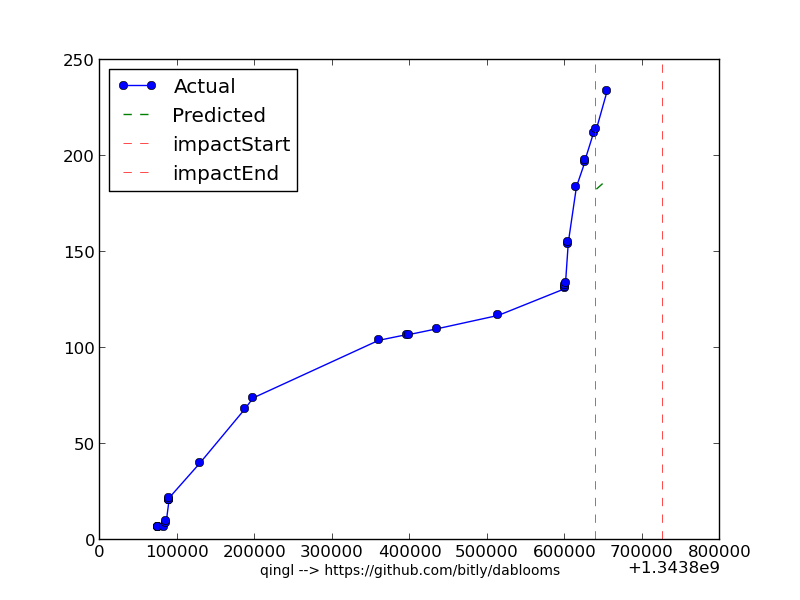 250
200
150
100
50
0
Actual
Predicted
impactStart
impactEnd
0 100000 200000 300000 400000 500000 600000 700000 800000
+1.3438e9
qingl --> https://github.com/bitly/dablooms